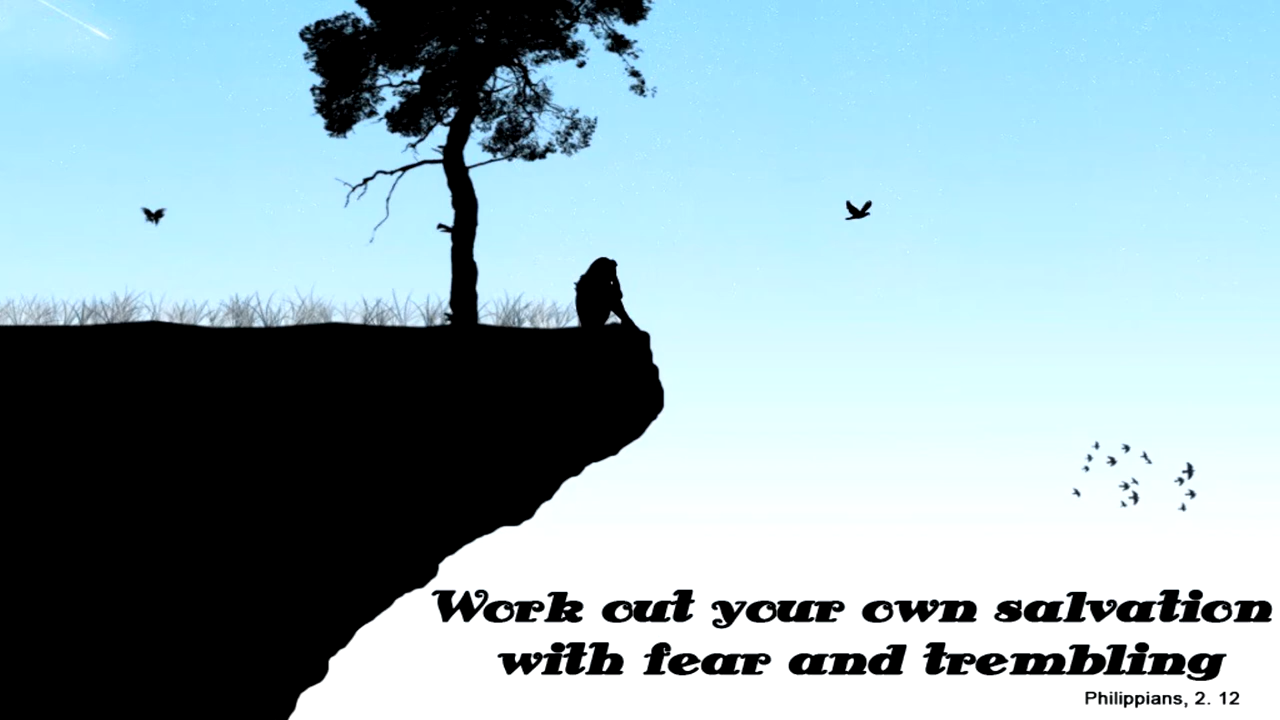 Work out your own salvation
with fear and trembling
Philippians, 2. 12